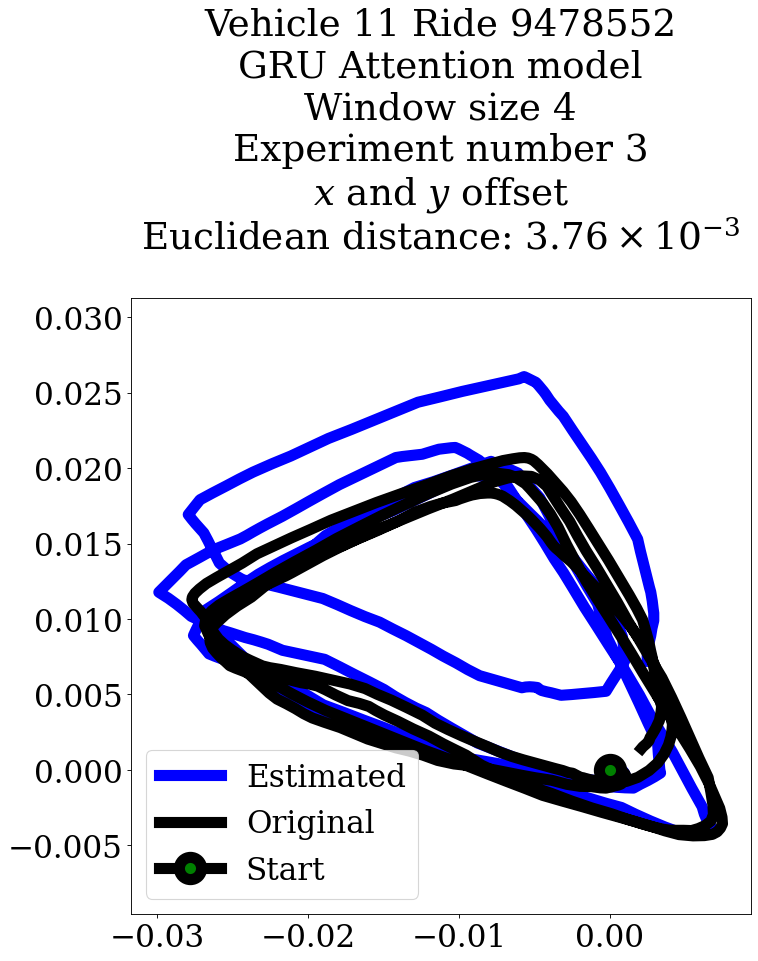 Vehicle 11 Ride 9478552
GRU Attention model
Window size 4
Experiment number 3
x and y offset
Euclidean distance: 3.76 × 10⁻³
0.030
0.025
0.020
0.015
0.010
0.005
0.000
−0.005
Estimated
Original
Start
−0.03 −0.02 −0.01 0.00